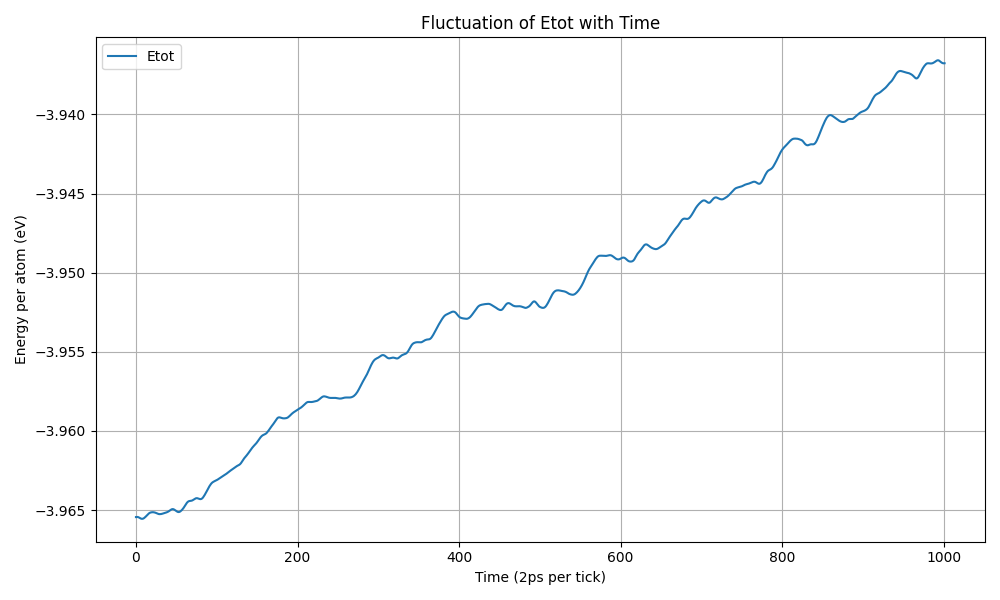 Fluctuation of Etot with Time
Etot
−3.940
−3.945
−3.950
−3.955
−3.960
−3.965
Energy per atom (eV)
0 200 400 600 800 1000
Time (2ps per tick)